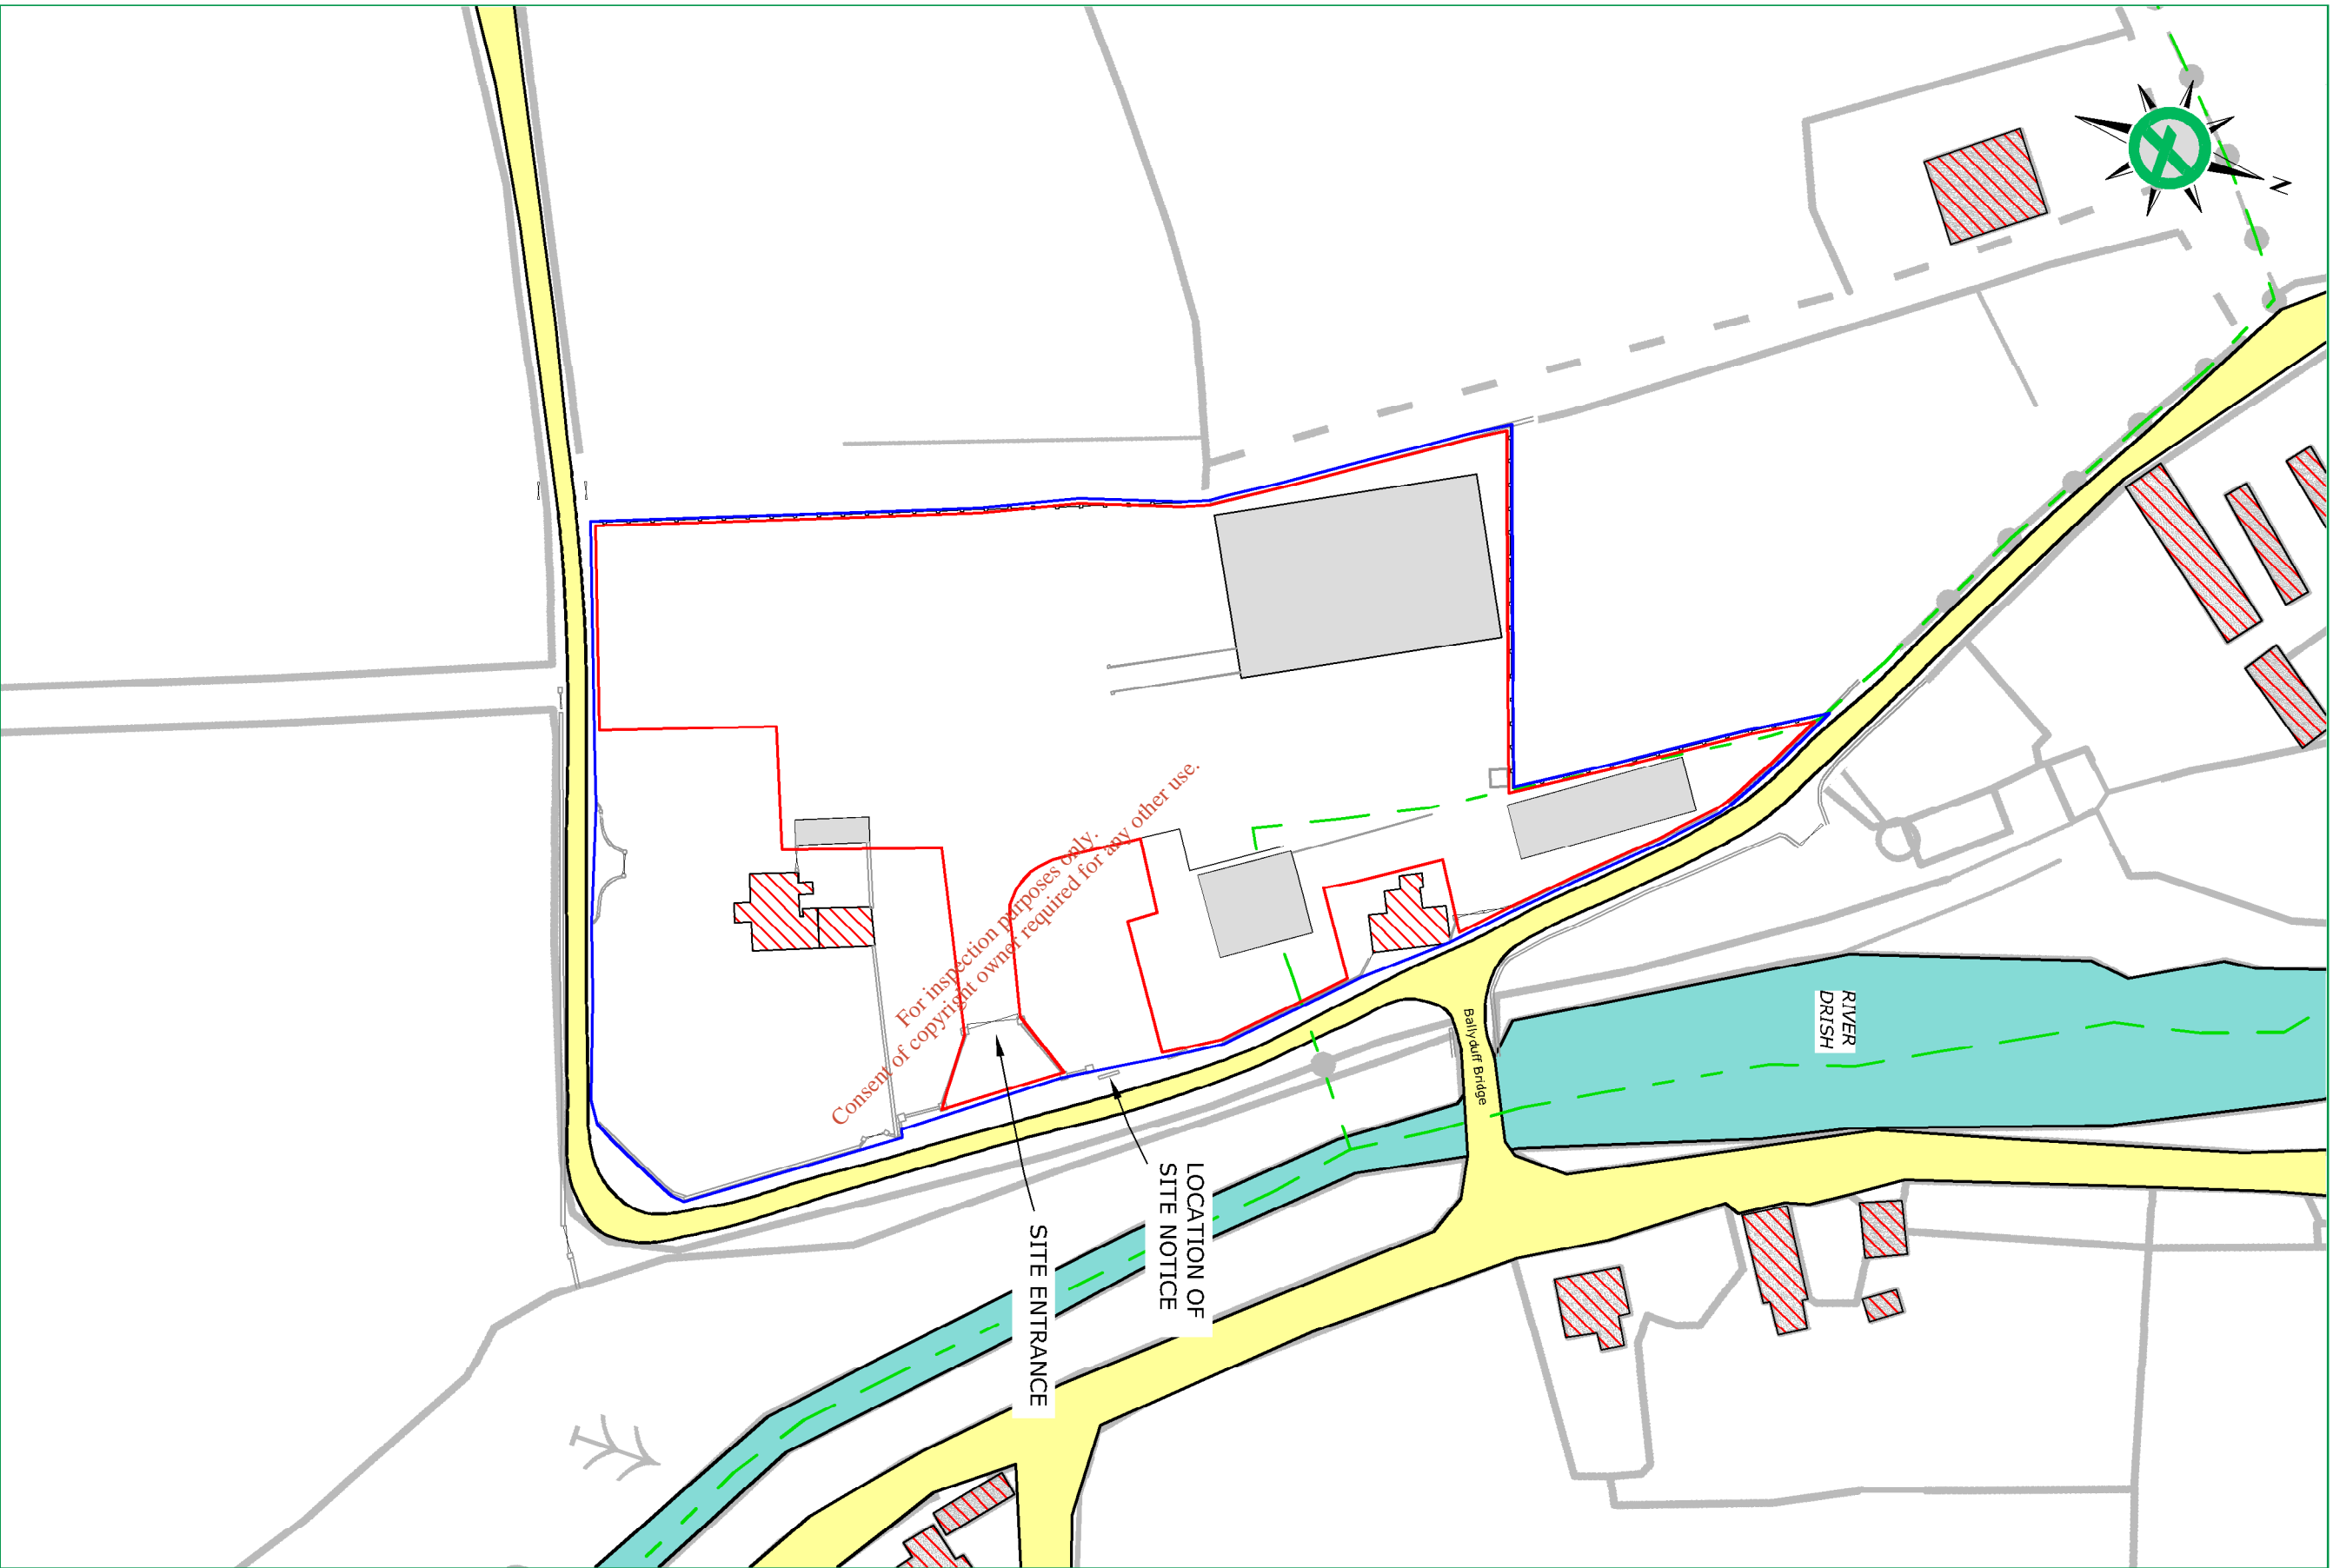 N
RIVER
DRISH
Ballyduff Bridge
For inspection purposes only.
Consent of copyright owner required for any other use.
LOCATION OF
SITE NOTICE
SITE ENTRANCE